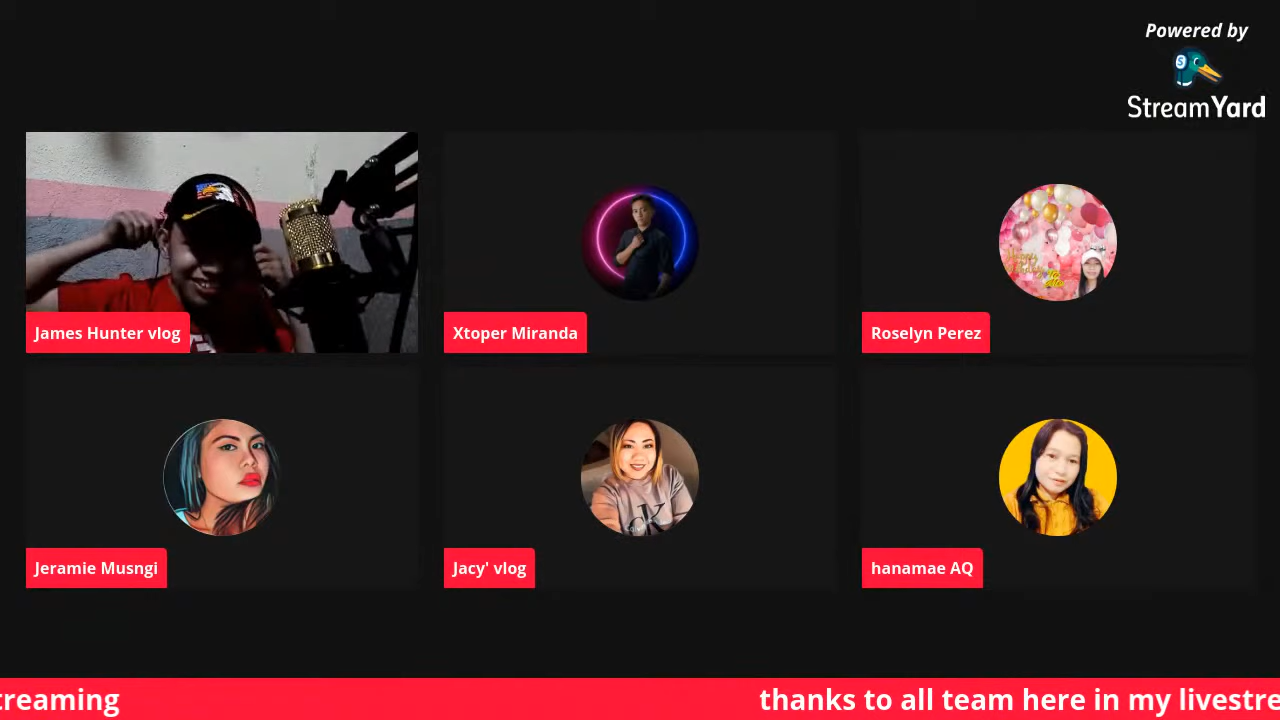 Powered by
StreamYard
James Hunter vlog
Xtoper Miranda
Roselyn Perez
Jeramie Musngi
Jacy' vlog
hanamae AQ
treaming
thanks to all team here in my livestre